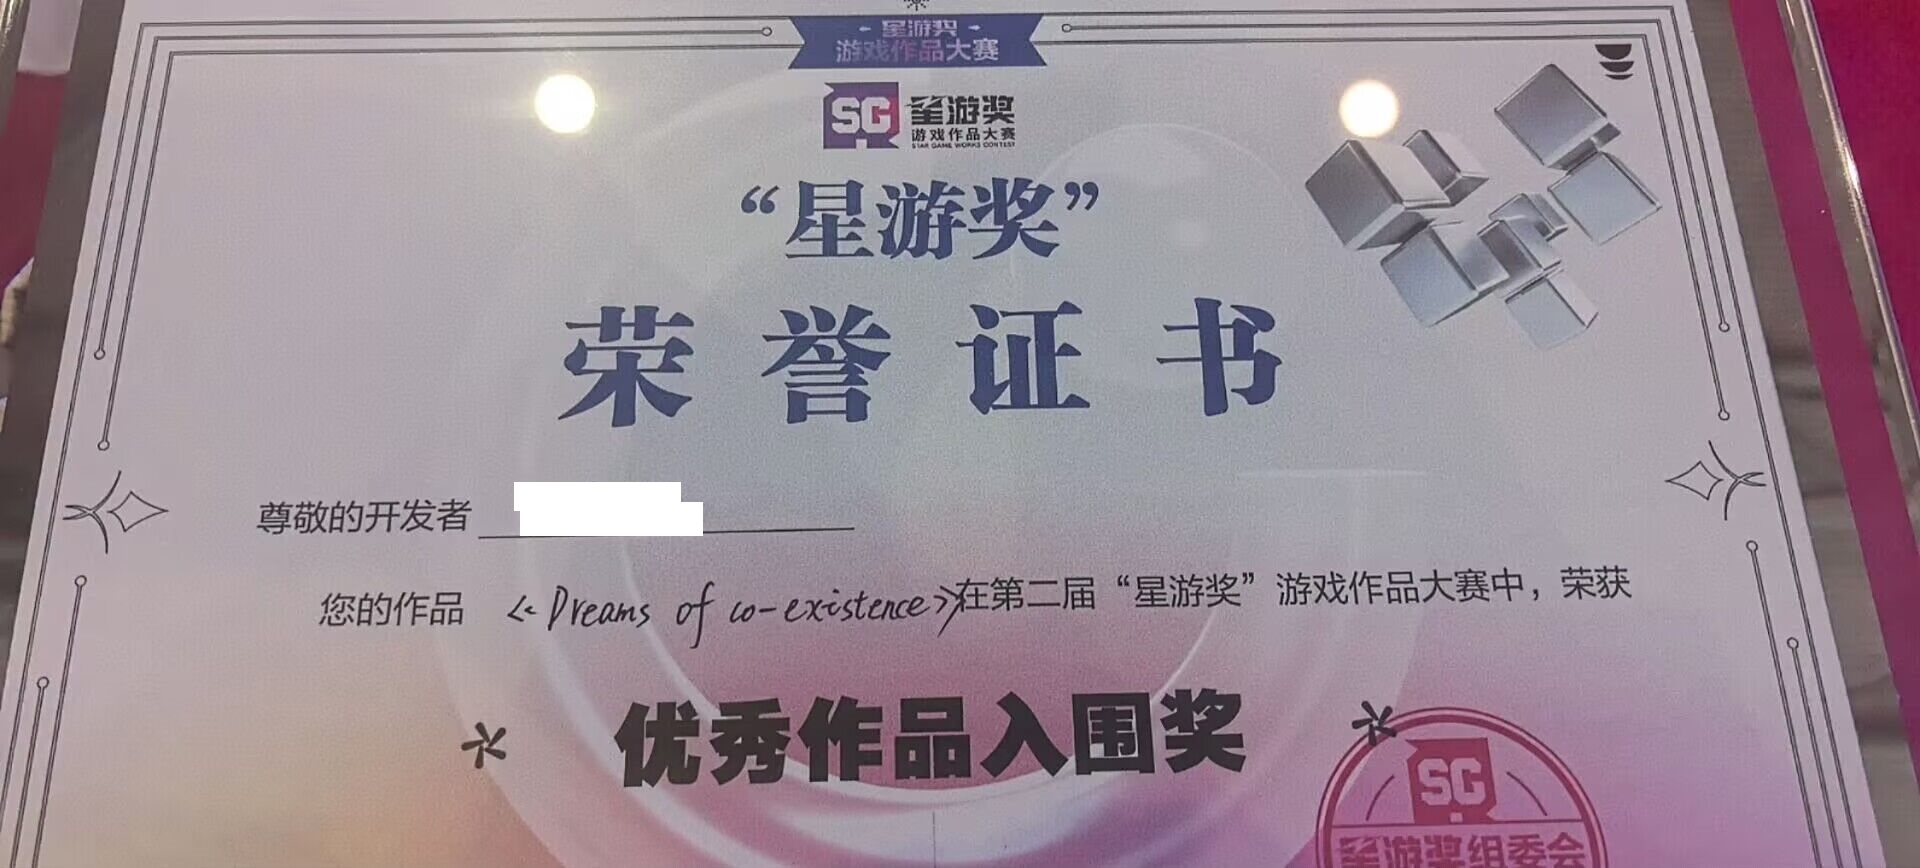 星游奖
游戏作品大赛
SG 星游奖
游戏作品大赛
STAR GAME WORKS CONTEST
“星游奖”
荣誉证书
尊敬的开发者
您的作品 <<Dreams of co-existence>>在第二届“星游奖”游戏作品大赛中，荣获
优秀作品入围奖
SG
星游奖组委会